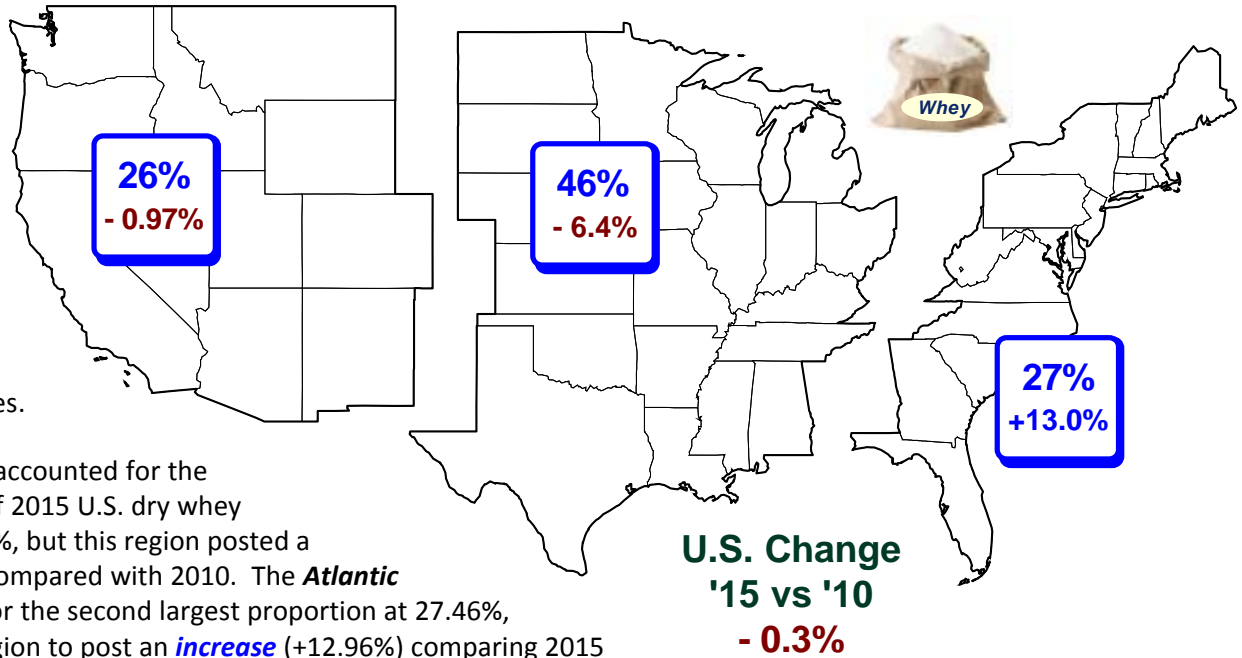 Whey
26%
- 0.97%
46%
- 6.4%
27%
+13.0%
es.
accounted for the
f 2015 U.S. dry whey
%, but this region posted a
ompared with 2010. The Atlantic
or the second largest proportion at 27.46%,
gion to post an increase (+12.96%) comparing 2015
U.S. Change
'15 vs '10
- 0.3%